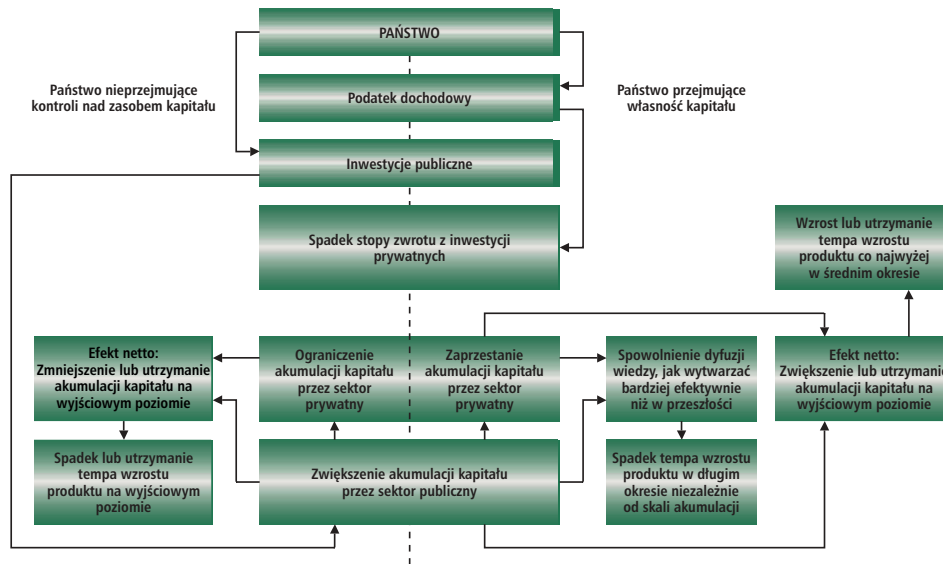 PAŃSTWO
Państwo nieprzejmujące
kontroli nad zasobem kapitału
Podatek dochodowy
Państwo przejmujące
własność kapitału
Inwestycje publiczne
Spadek stopy zwrotu z inwestycji
prywatnych
Wzrost lub utrzymanie
tempa wzrostu
produktu co najwyżej
w średnim okresie
Efekt netto:
Zmniejszenie lub utrzymanie
akumulacji kapitału na
wyjściowym poziomie
Ograniczenie
akumulacji kapitału
przez sektor
prywatny
Zaprzestanie
akumulacji kapitału
przez sektor
prywatny
Spowolnienie dyfuzji
wiedzy, jak wytwarzać
bardziej efektywnie
niż w przeszłości
Efekt netto:
Zwiększenie lub utrzymanie
akumulacji kapitału na
wyjściowym poziomie
Spadek lub utrzymanie
tempa wzrostu
produktu na wyjściowym
poziomie
Zwiększenie akumulacji kapitału
przez sektor publiczny
Spadek tempa wzrostu
produktu w długim
okresie niezależnie
od skali akumulacji